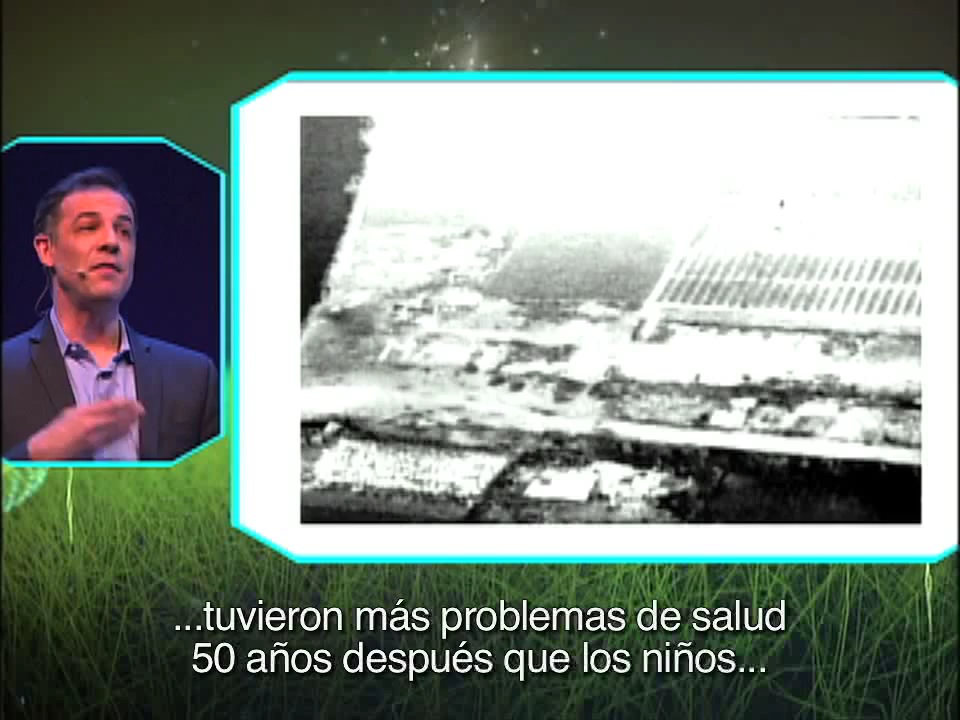 ...tuvieron más problemas de salud
50 años después que los niños...